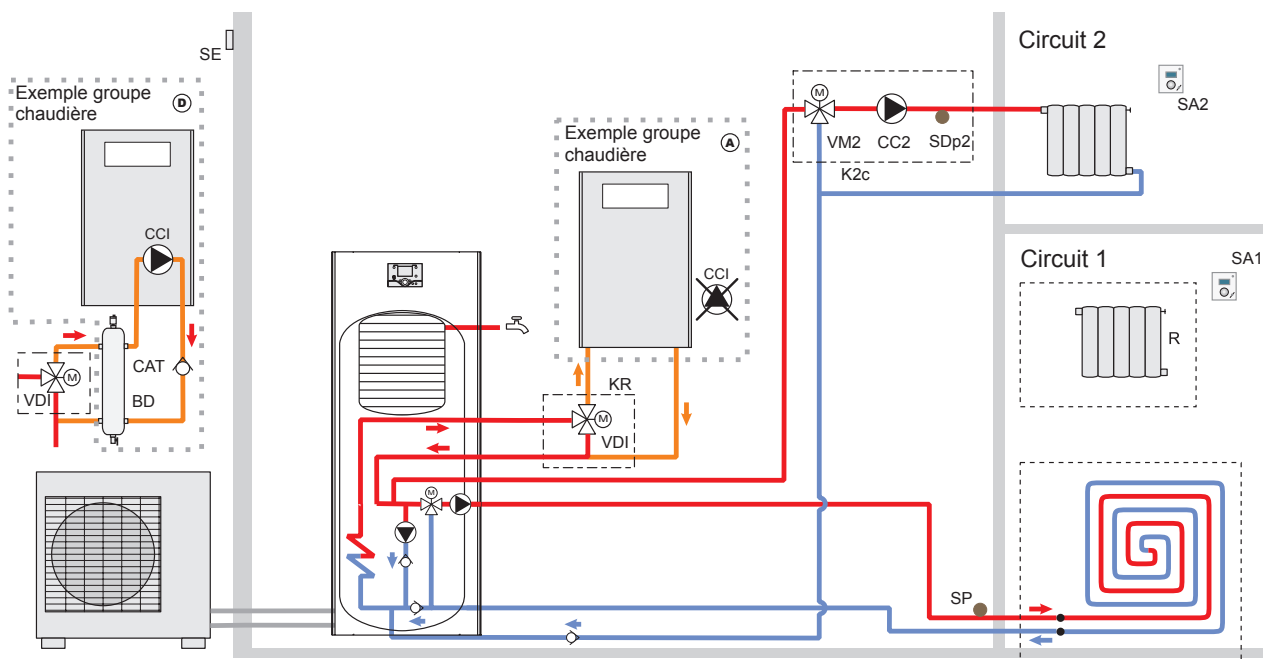 SE
Exemple groupe
chaudière
D
CCI
CAT
VDI
M
BD
Exemple groupe
chaudière
A
CCI
KR
M
VDI
M
M
VM2
CC2
SDp2
K2c
Circuit 2
SA2
Circuit 1
SA1
R
SP